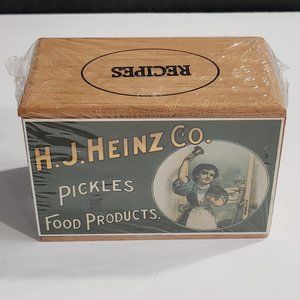 RECIPES
H.J. HEINZ CO.
PICKLES
FOOD PRODUCTS.